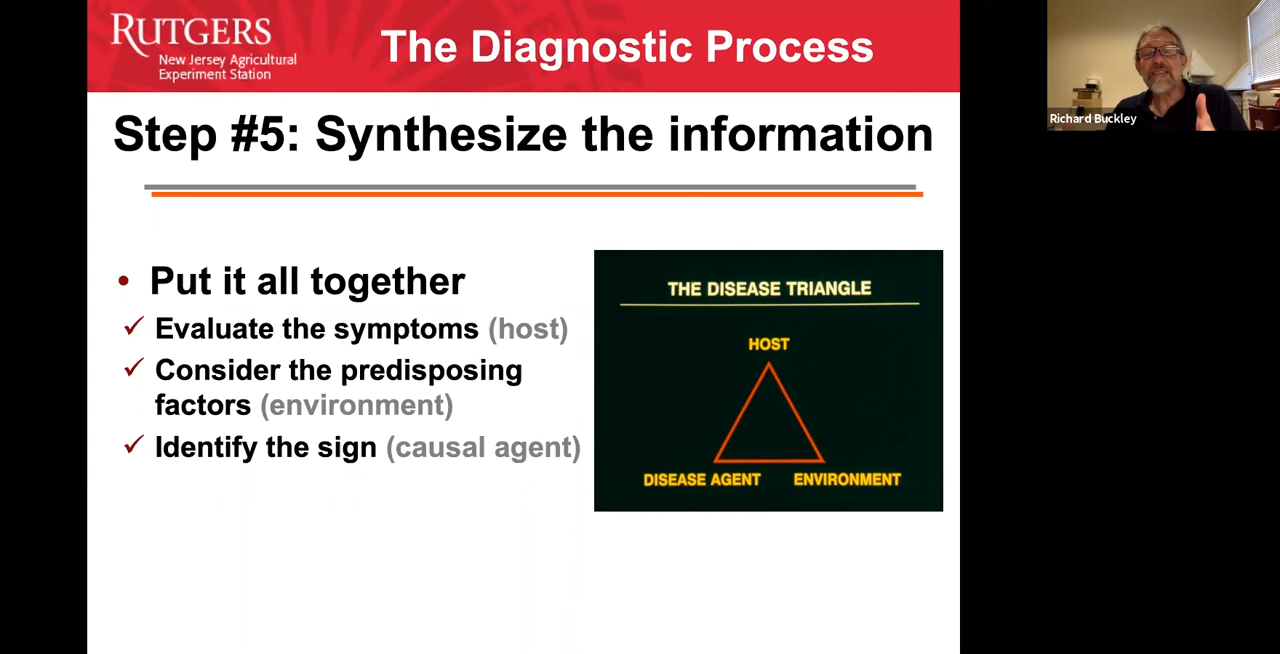 RUTGERS
New Jersey Agricultural
Experiment Station
The Diagnostic Process
Richard Buckley
Step #5: Synthesize the information
• Put it all together
✓ Evaluate the symptoms (host)
✓ Consider the predisposing
factors (environment)
✓ Identify the sign (causal agent)
THE DISEASE TRIANGLE
HOST
DISEASE AGENT
ENVIRONMENT